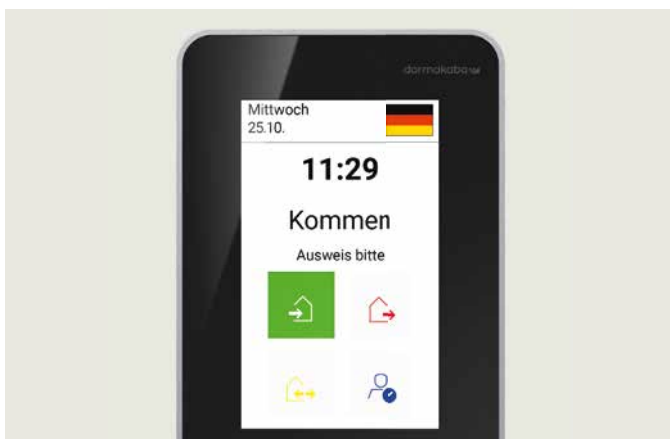 dormakaba
Mittwoch
25.10.
11:29
Kommen
Ausweis bitte